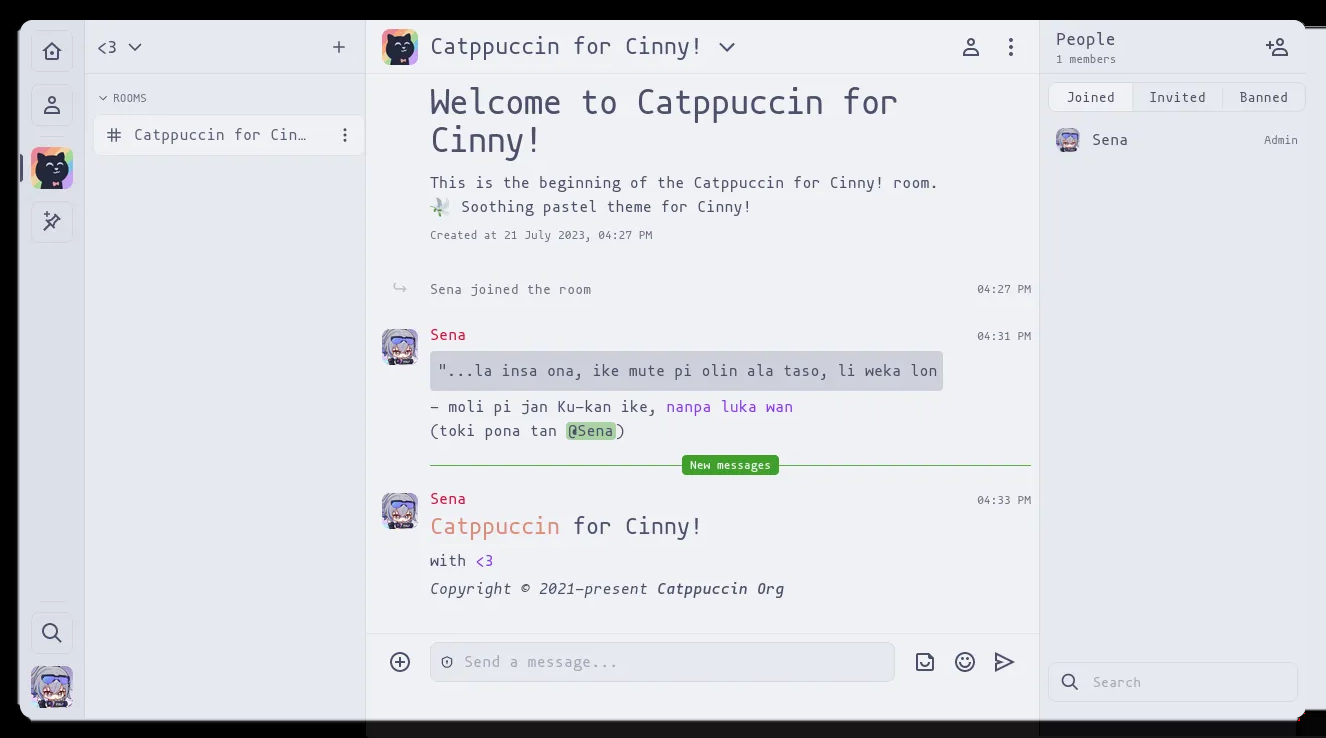 <3
ROOMS
# Catppuccin for Cin…
Catppuccin for Cinny!
Welcome to Catppuccin for
Cinny!
This is the beginning of the Catppuccin for Cinny! room.
🌿 Soothing pastel theme for Cinny!
Created at 21 July 2023, 04:27 PM
Sena joined the room 04:27 PM
Sena 04:31 PM
"...la insa ona, ike mute pi olin ala taso, li weka lon
— moli pi jan Ku-kan ike, nanpa luka wan
(toki pona tan @Sena)
New messages
Sena 04:33 PM
Catppuccin for Cinny!
with <3
Copyright © 2021-present Catppuccin Org
Send a message...
People
1 members
Joined Invited Banned
Sena Admin
Search